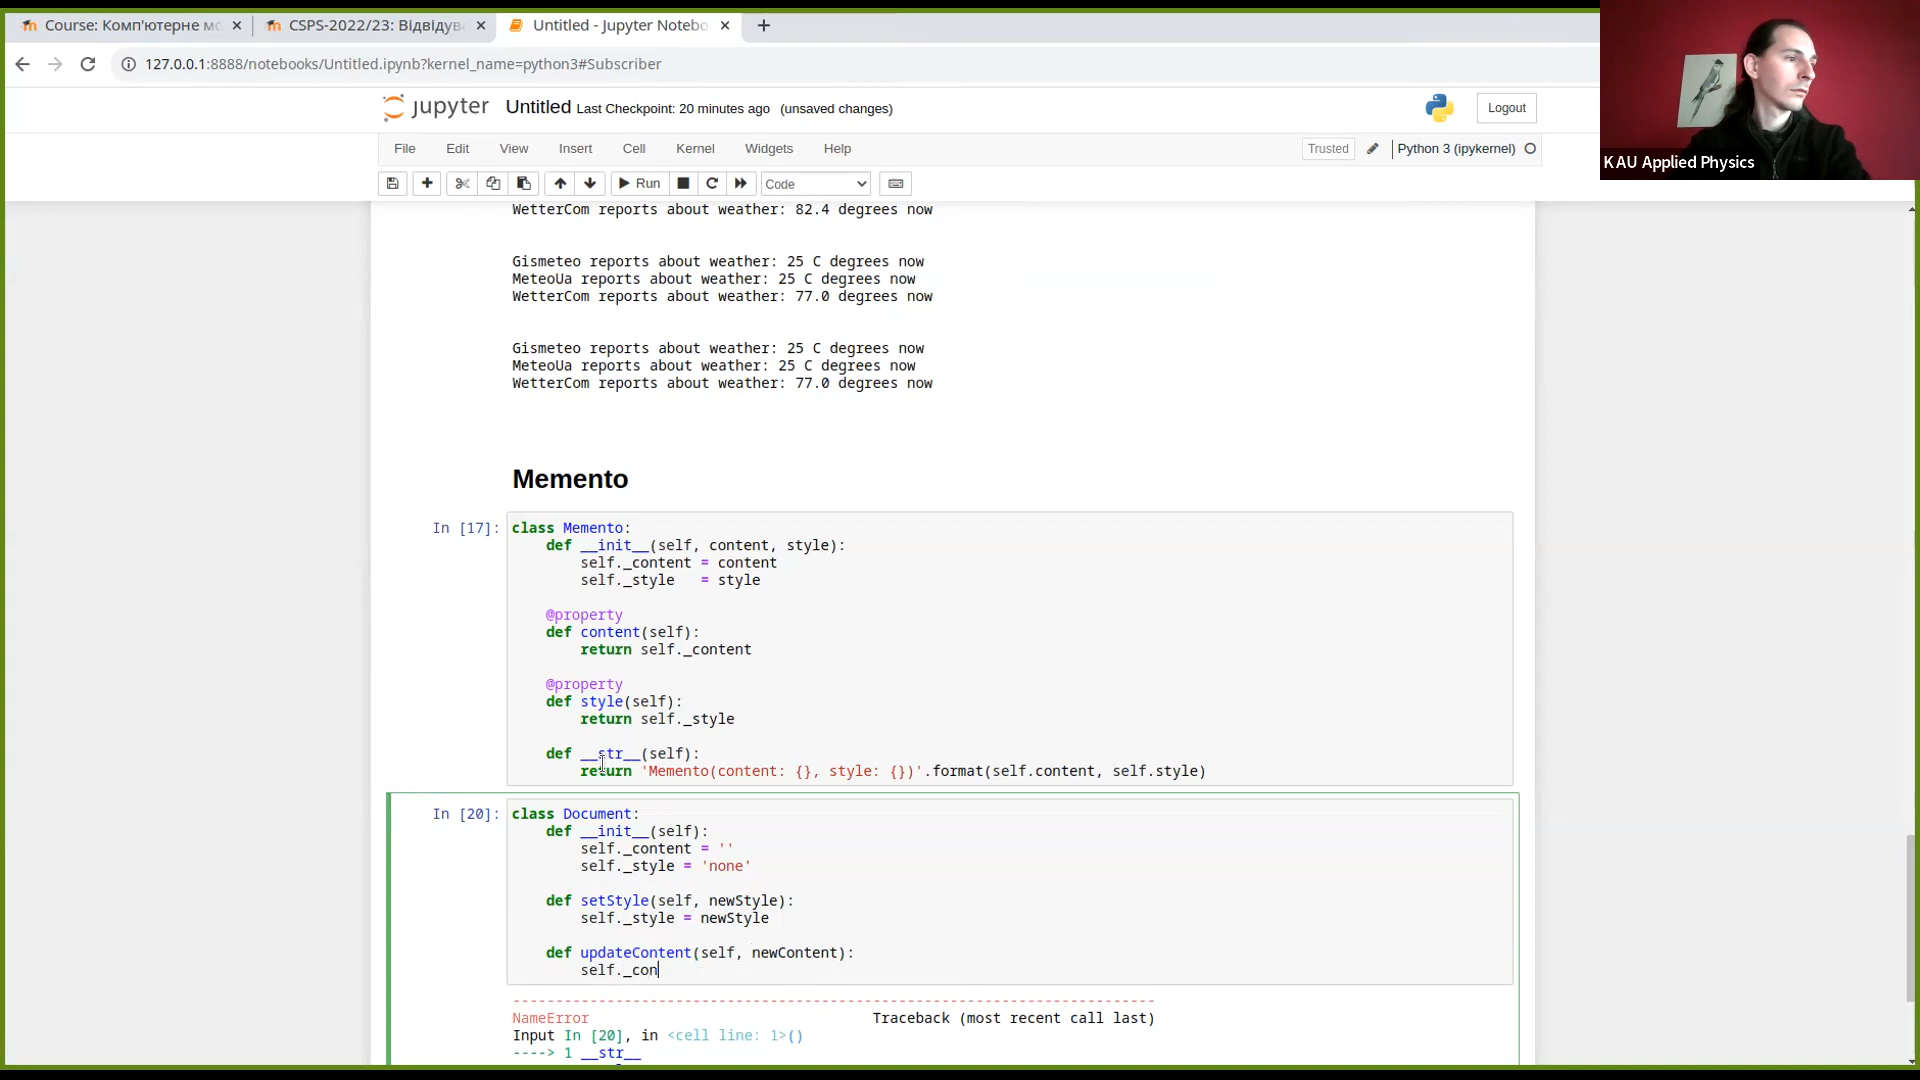 Course: Комп'ютерне мо
CSPS-2022/23: Відвідув
Untitled - Jupyter Notebo
127.0.0.1:8888/notebooks/Untitled.ipynb?kernel_name=python3#Subscriber
K AU Applied Physics
jupyter Untitled Last Checkpoint: 20 minutes ago (unsaved changes)
Logout
File Edit View Insert Cell Kernel Widgets Help
Trusted Python 3 (ipykernel)
Run Code
WetterCom reports about weather: 82.4 degrees now
Gismeteo reports about weather: 25 C degrees now
MeteoUa reports about weather: 25 C degrees now
WetterCom reports about weather: 77.0 degrees now
Gismeteo reports about weather: 25 C degrees now
MeteoUa reports about weather: 25 C degrees now
WetterCom reports about weather: 77.0 degrees now
Memento
In [17]: class Memento:
def __init__(self, content, style):
self._content = content
self._style   = style
@property
def content(self):
return self._content
@property
def style(self):
return self._style
def __str__(self):
return 'Memento(content: {}, style: {})'.format(self.content, self.style)
In [20]: class Document:
def __init__(self):
self._content = ''
self._style = 'none'
def setStyle(self, newStyle):
self._style = newStyle
def updateContent(self, newContent):
self._con
---------------------------------------------------------------------------
NameError Traceback (most recent call last)
Input In [20], in <cell line: 1>()
----> 1 __str__